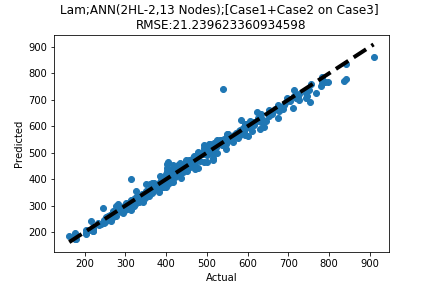 Lam;ANN(2HL-2,13 Nodes);[Case1+Case2 on Case3]
RMSE:21.239623360934598
900
800
700
600
500
400
300
200
Predicted
200 300 400 500 600 700 800 900
Actual